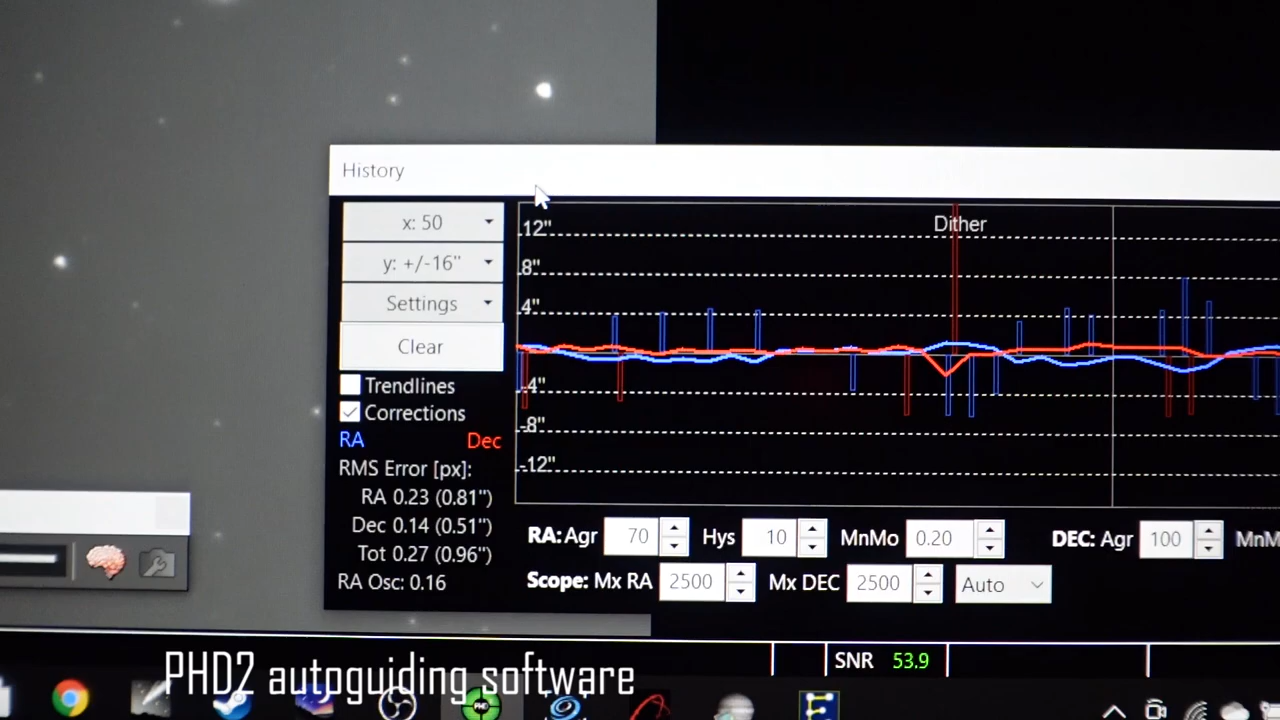 History
x: 50
y: +/-16"
Settings
Clear
Trendlines
Corrections
RA Dec
RMS Error [px]:
RA 0.23 (0.81")
Dec 0.14 (0.51")
Tot 0.27 (0.96")
RA Osc: 0.16
12"
8"
4"
-4"
-8"
-12"
Dither
RA: Agr 70 Hys 10 MnMo 0.20 DEC: Agr 100 MnM
Scope: Mx RA 2500 Mx DEC 2500 Auto
SNR 53.9
PHD2 autoguiding software
PHD